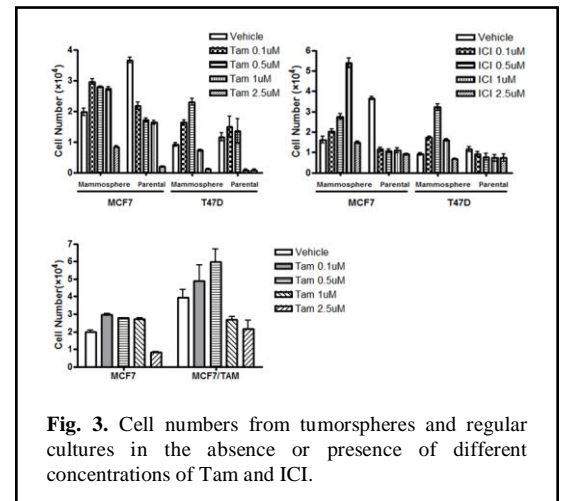 Vehicle
Tam 0.1uM
Tam 0.5uM
Tam 1uM
Tam 2.5uM
Cell Number (×10⁴)
4
3
2
1
0
Mammosphere Parental Mammosphere Parental
MCF7 T47D
Vehicle
ICI 0.1uM
ICI 0.5uM
ICI 1uM
ICI 2.5uM
Cell Number (×10⁴)
6
5
4
3
2
1
0
Mammosphere Parental Mammosphere Parental
MCF7 T47D
Vehicle
Tam 0.1uM
Tam 0.5uM
Tam 1uM
Tam 2.5uM
Cell Number(×10⁴)
7
6
5
4
3
2
1
0
MCF7 MCF7/TAM
Fig. 3. Cell numbers from tumorspheres and regular
cultures in the absence or presence of different
concentrations of Tam and ICI.